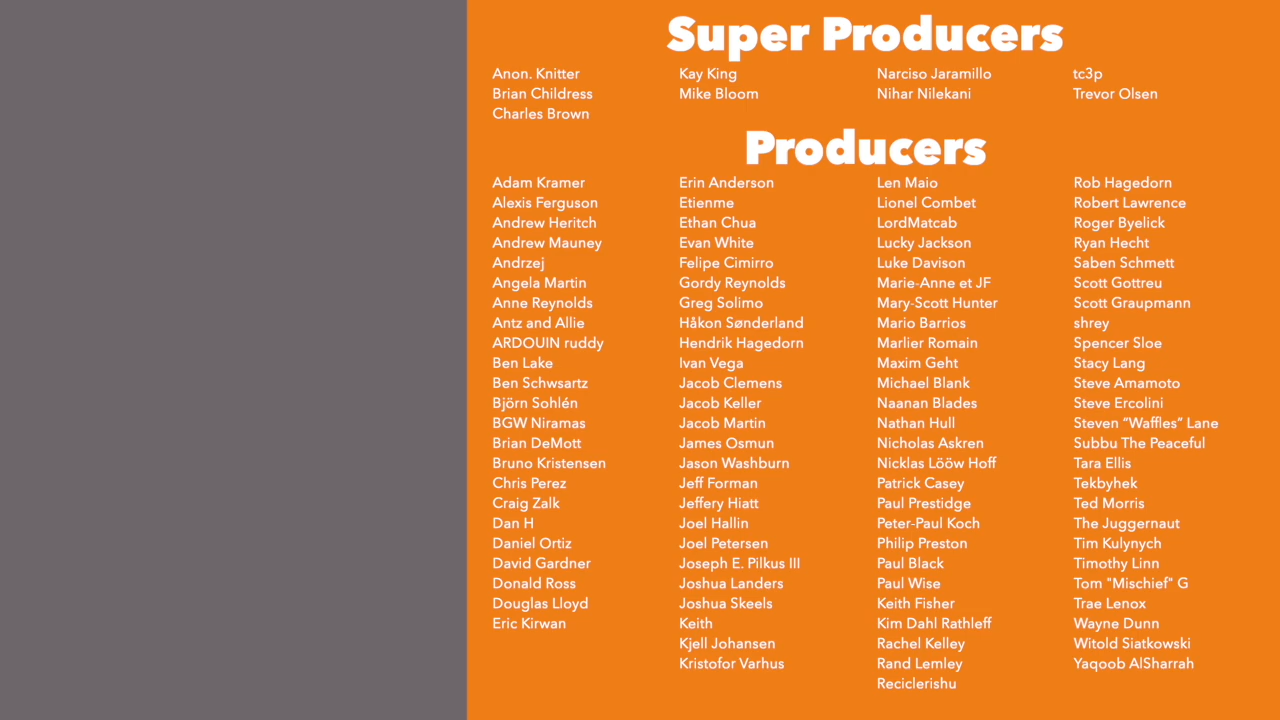 Super Producers
Anon. Knitter
Brian Childress
Charles Brown
Kay King
Mike Bloom
Narciso Jaramillo
Nihar Nilekani
tc3p
Trevor Olsen
Producers
Adam Kramer
Alexis Ferguson
Andrew Heritch
Andrew Mauney
Andrzej
Angela Martin
Anne Reynolds
Antz and Allie
ARDOUIN ruddy
Ben Lake
Ben Schwsartz
Björn Sohlén
BGW Niramas
Brian DeMott
Bruno Kristensen
Chris Perez
Craig Zalk
Dan H
Daniel Ortiz
David Gardner
Donald Ross
Douglas Lloyd
Eric Kirwan
Erin Anderson
Etienme
Ethan Chua
Evan White
Felipe Cimirro
Gordy Reynolds
Greg Solimo
Håkon Sønderland
Hendrik Hagedorn
Ivan Vega
Jacob Clemens
Jacob Keller
Jacob Martin
James Osmun
Jason Washburn
Jeff Forman
Jeffery Hiatt
Joel Hallin
Joel Petersen
Joseph E. Pilkus III
Joshua Landers
Joshua Skeels
Keith
Kjell Johansen
Kristofor Varhus
Len Maio
Lionel Combet
LordMatcab
Lucky Jackson
Luke Davison
Marie-Anne et JF
Mary-Scott Hunter
Mario Barrios
Marlier Romain
Maxim Geht
Michael Blank
Naanan Blades
Nathan Hull
Nicholas Askren
Nicklas Lööw Hoff
Patrick Casey
Paul Prestidge
Peter-Paul Koch
Philip Preston
Paul Black
Paul Wise
Keith Fisher
Kim Dahl Rathleff
Rachel Kelley
Rand Lemley
Reciclerishu
Rob Hagedorn
Robert Lawrence
Roger Byelick
Ryan Hecht
Saben Schmett
Scott Gottreu
Scott Graupmann
shrey
Spencer Sloe
Stacy Lang
Steve Amamoto
Steve Ercolini
Steven “Waffles” Lane
Subbu The Peaceful
Tara Ellis
Tekbyhek
Ted Morris
The Juggernaut
Tim Kulynych
Timothy Linn
Tom "Mischief" G
Trae Lenox
Wayne Dunn
Witold Siatkowski
Yaqoob AlSharrah